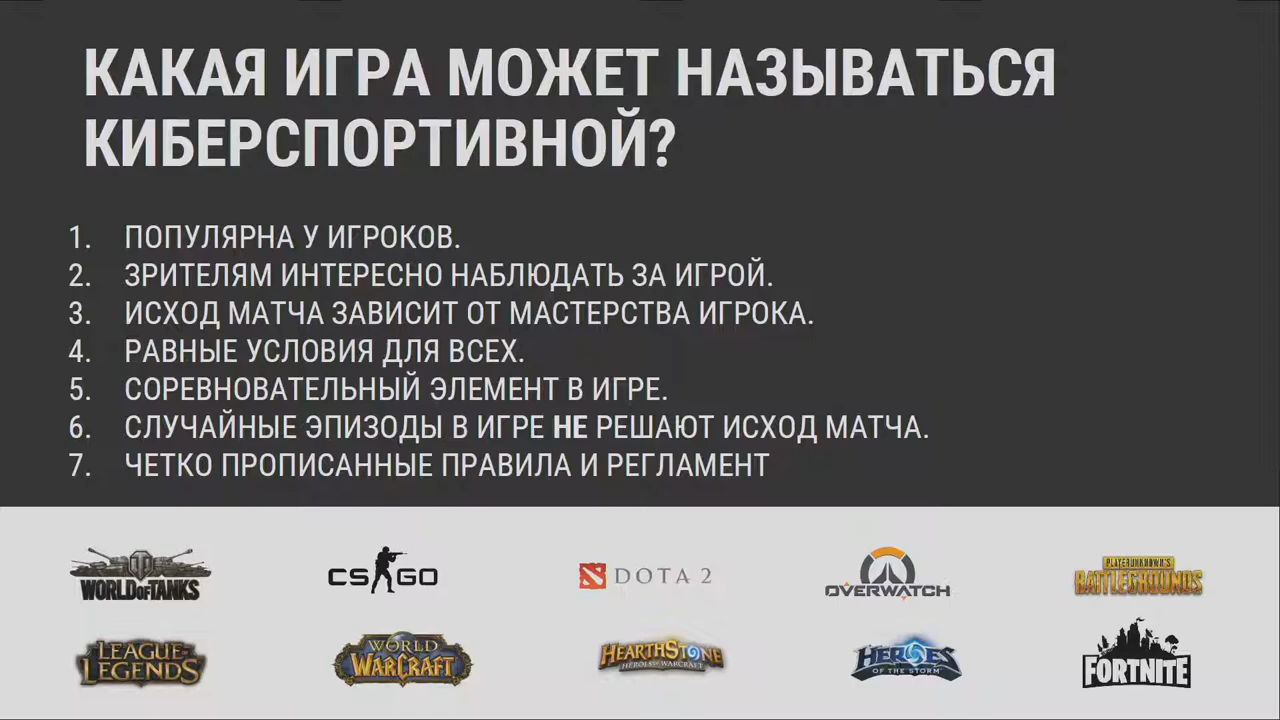 КАКАЯ ИГРА МОЖЕТ НАЗЫВАТЬСЯ
КИБЕРСПОРТИВНОЙ?
1. ПОПУЛЯРНА У ИГРОКОВ.
2. ЗРИТЕЛЯМ ИНТЕРЕСНО НАБЛЮДАТЬ ЗА ИГРОЙ.
3. ИСХОД МАТЧА ЗАВИСИТ ОТ МАСТЕРСТВА ИГРОКА.
4. РАВНЫЕ УСЛОВИЯ ДЛЯ ВСЕХ.
5. СОРЕВНОВАТЕЛЬНЫЙ ЭЛЕМЕНТ В ИГРЕ.
6. СЛУЧАЙНЫЕ ЭПИЗОДЫ В ИГРЕ НЕ РЕШАЮТ ИСХОД МАТЧА.
7. ЧЕТКО ПРОПИСАННЫЕ ПРАВИЛА И РЕГЛАМЕНТ
WORLD OF TANKS
CS GO
DOTA 2
OVERWATCH
PLAYERUNKNOWN'S
BATTLEGROUNDS
LEAGUE OF
LEGENDS
WORLD
WARCRAFT
HEARTHSTONE
HEROES OF WARCRAFT
HEROES
OF THE STORM
FORTNITE